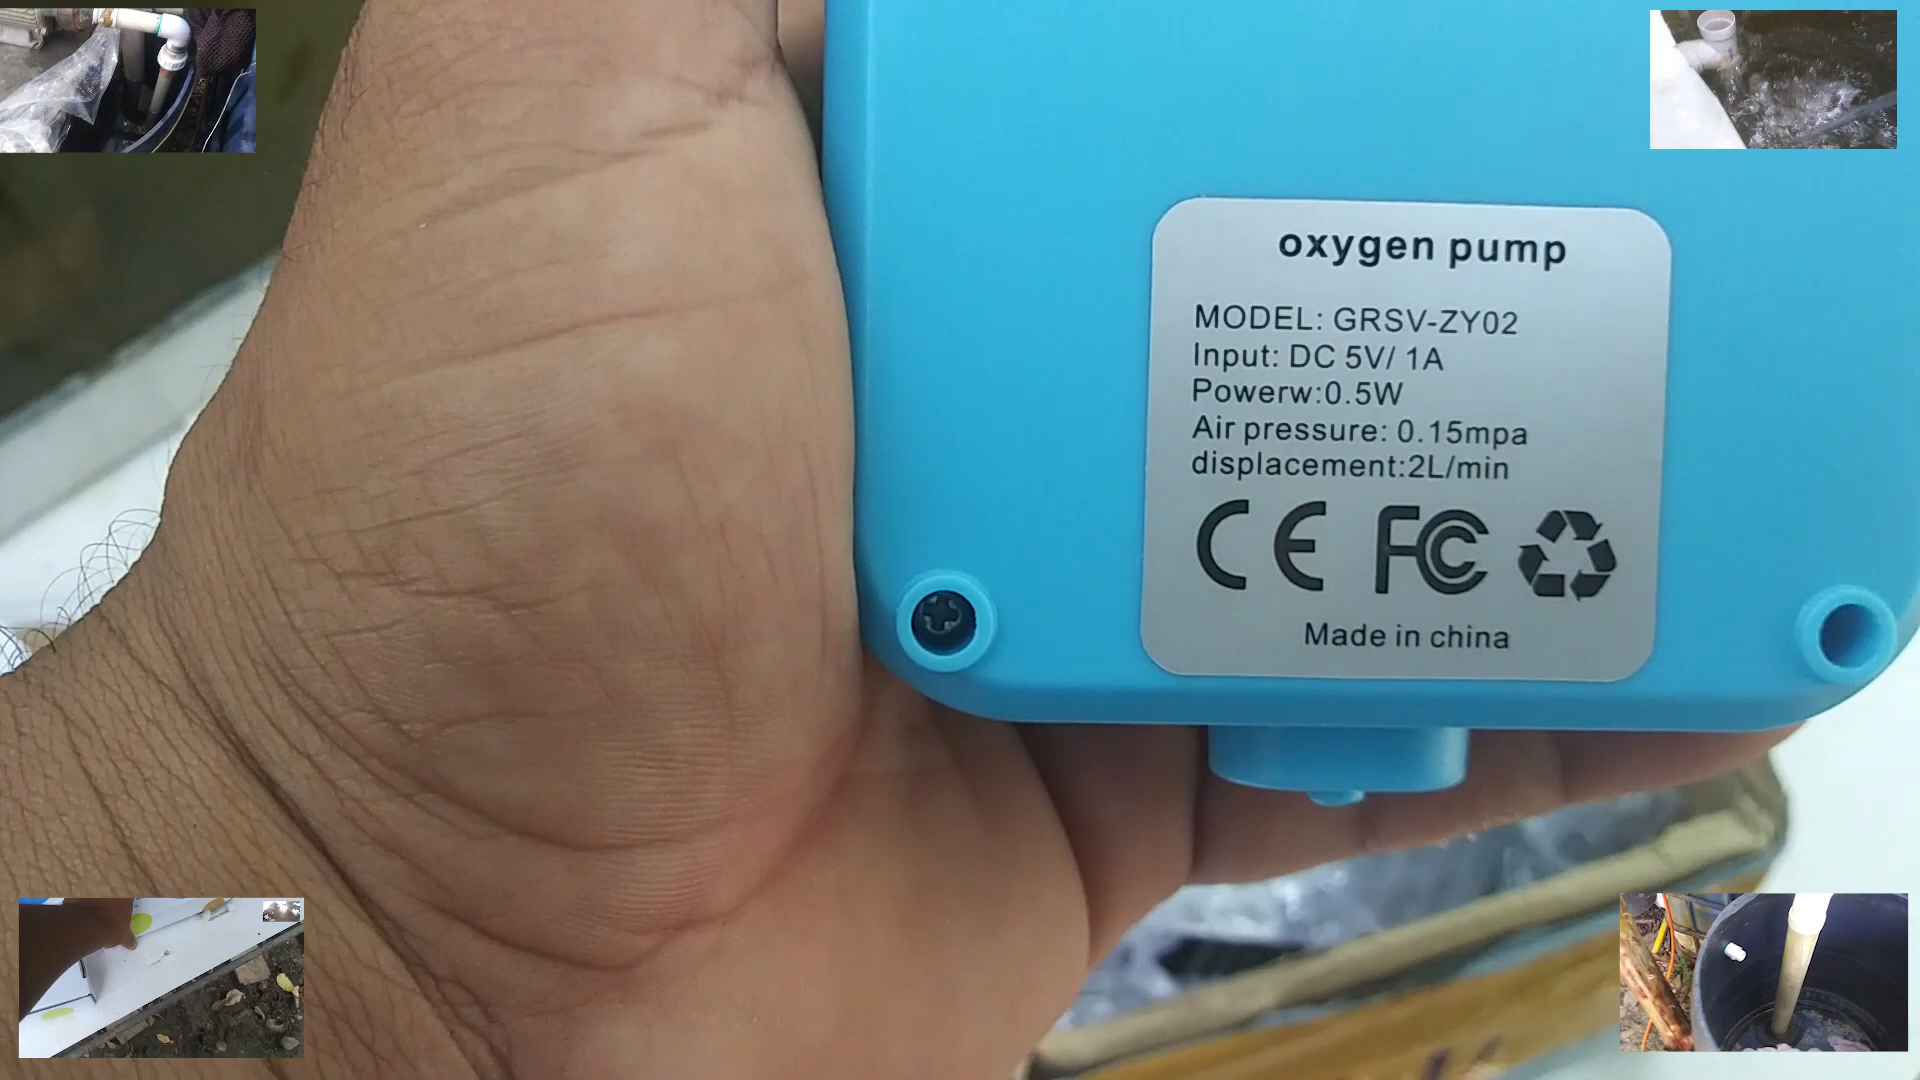 oxygen pump
MODEL: GRSV-ZY02
Input: DC 5V/ 1A
Powerw:0.5W
Air pressure: 0.15mpa
displacement:2L/min
CE FC
Made in china